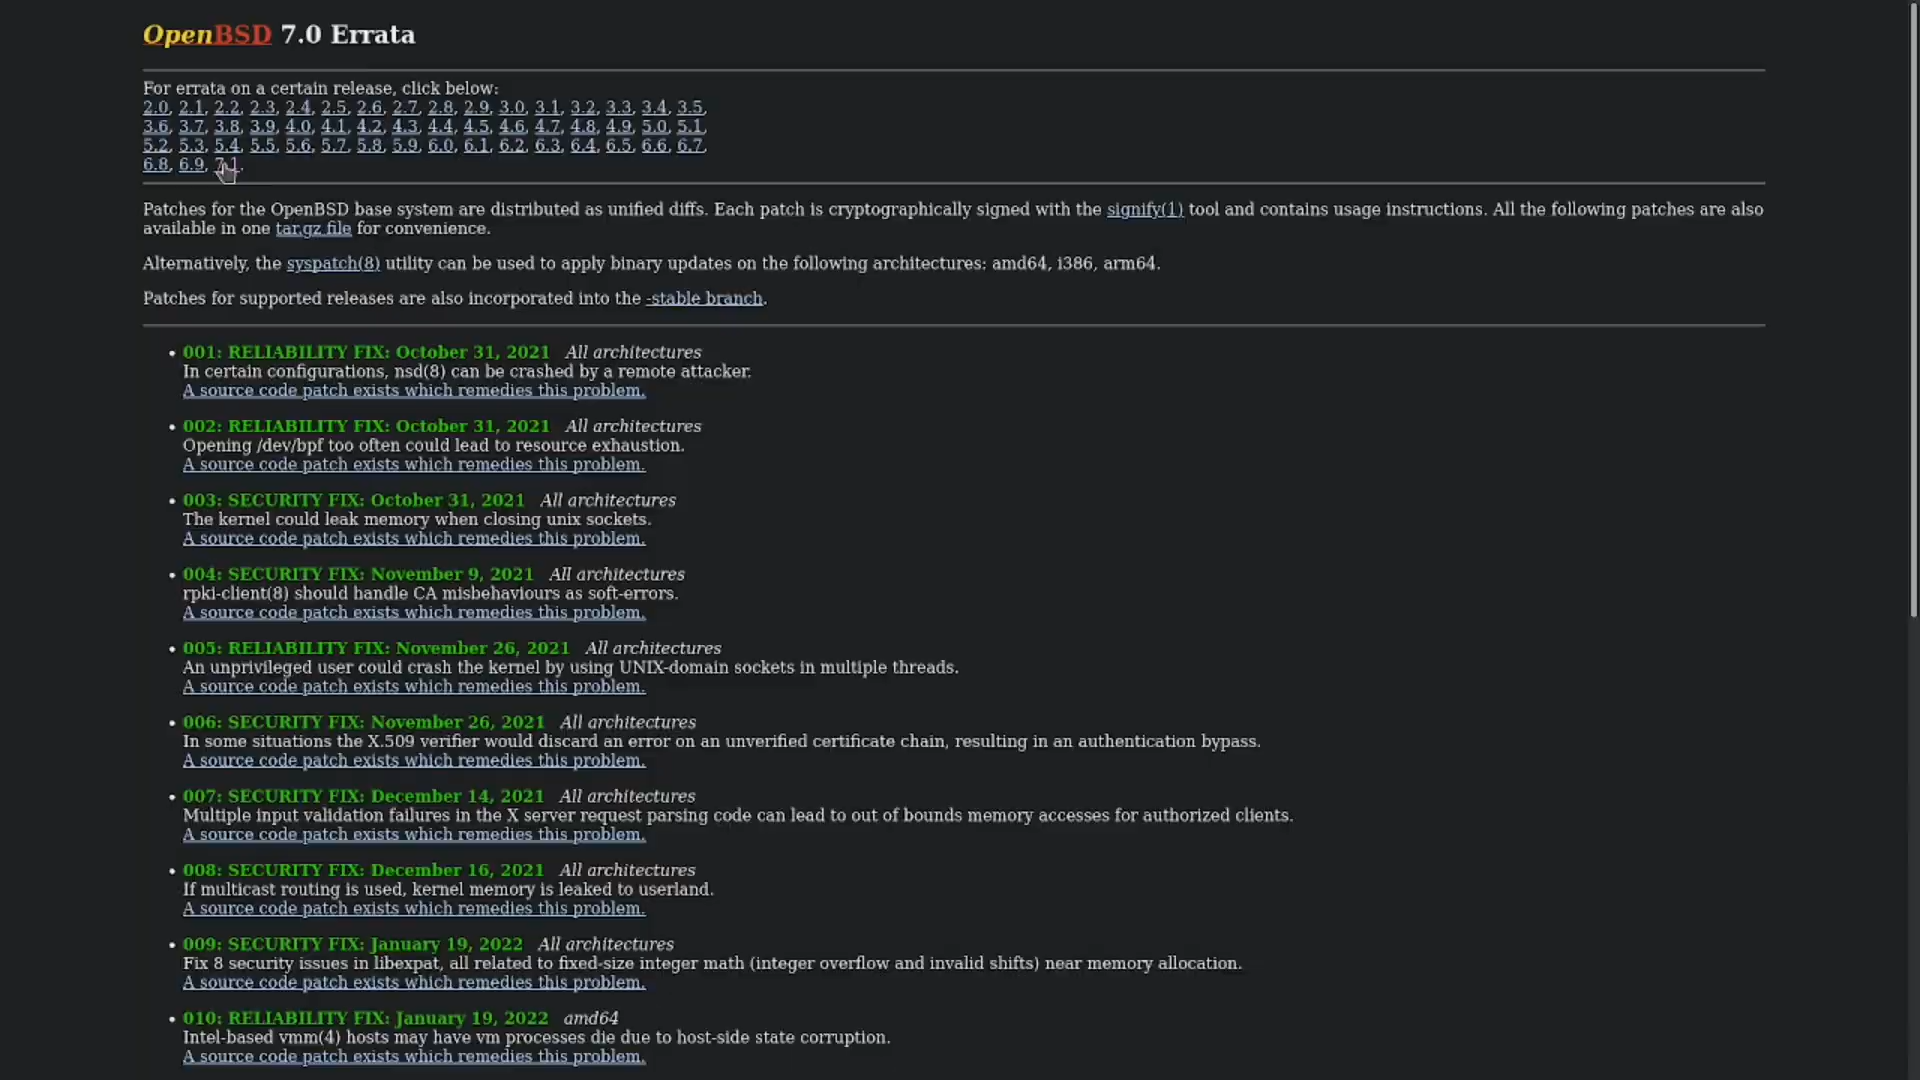 OpenBSD 7.0 Errata
For errata on a certain release, click below:
2.0, 2.1, 2.2, 2.3, 2.4, 2.5, 2.6, 2.7, 2.8, 2.9, 3.0, 3.1, 3.2, 3.3, 3.4, 3.5,
3.6, 3.7, 3.8, 3.9, 4.0, 4.1, 4.2, 4.3, 4.4, 4.5, 4.6, 4.7, 4.8, 4.9, 5.0, 5.1,
5.2, 5.3, 5.4, 5.5, 5.6, 5.7, 5.8, 5.9, 6.0, 6.1, 6.2, 6.3, 6.4, 6.5, 6.6, 6.7,
6.8, 6.9, 7.1.
Patches for the OpenBSD base system are distributed as unified diffs. Each patch is cryptographically signed with the signify(1) tool and contains usage instructions. All the following patches are also
available in one tar.gz file for convenience.
Alternatively, the syspatch(8) utility can be used to apply binary updates on the following architectures: amd64, i386, arm64.
Patches for supported releases are also incorporated into the -stable branch.
• 001: RELIABILITY FIX: October 31, 2021 All architectures
In certain configurations, nsd(8) can be crashed by a remote attacker.
A source code patch exists which remedies this problem.
• 002: RELIABILITY FIX: October 31, 2021 All architectures
Opening /dev/bpf too often could lead to resource exhaustion.
A source code patch exists which remedies this problem.
• 003: SECURITY FIX: October 31, 2021 All architectures
The kernel could leak memory when closing unix sockets.
A source code patch exists which remedies this problem.
• 004: SECURITY FIX: November 9, 2021 All architectures
rpki-client(8) should handle CA misbehaviours as soft-errors.
A source code patch exists which remedies this problem.
• 005: RELIABILITY FIX: November 26, 2021 All architectures
An unprivileged user could crash the kernel by using UNIX-domain sockets in multiple threads.
A source code patch exists which remedies this problem.
• 006: SECURITY FIX: November 26, 2021 All architectures
In some situations the X.509 verifier would discard an error on an unverified certificate chain, resulting in an authentication bypass.
A source code patch exists which remedies this problem.
• 007: SECURITY FIX: December 14, 2021 All architectures
Multiple input validation failures in the X server request parsing code can lead to out of bounds memory accesses for authorized clients.
A source code patch exists which remedies this problem.
• 008: SECURITY FIX: December 16, 2021 All architectures
If multicast routing is used, kernel memory is leaked to userland.
A source code patch exists which remedies this problem.
• 009: SECURITY FIX: January 19, 2022 All architectures
Fix 8 security issues in libexpat, all related to fixed-size integer math (integer overflow and invalid shifts) near memory allocation.
A source code patch exists which remedies this problem.
• 010: RELIABILITY FIX: January 19, 2022 amd64
Intel-based vmm(4) hosts may have vm processes die due to host-side state corruption.
A source code patch exists which remedies this problem.